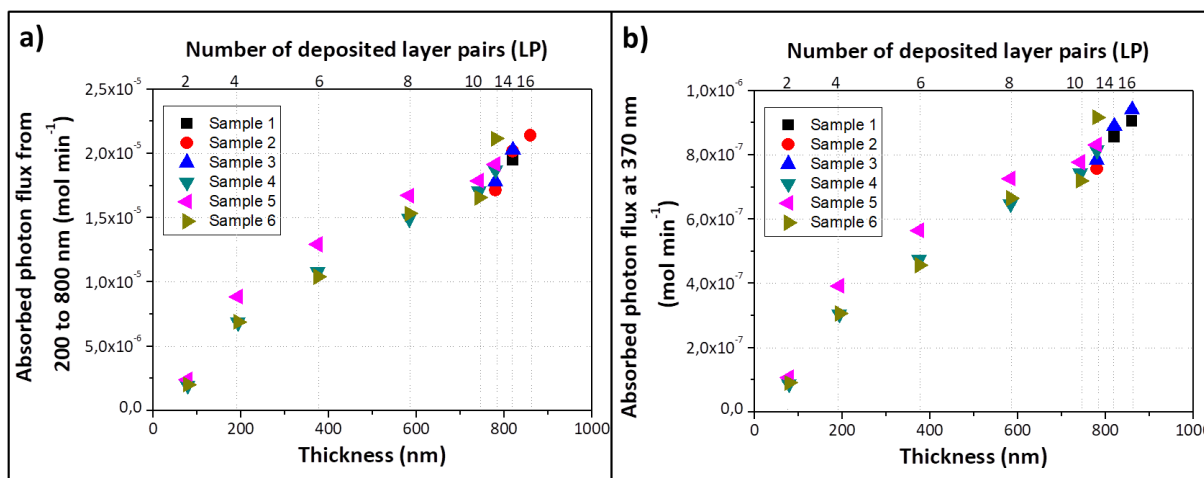 a)
Number of deposited layer pairs (LP)
2 4 6 8 10 14 16
Absorbed photon flux from
200 to 800 nm (mol min⁻¹)
2,5x10⁻⁵
2,0x10⁻⁵
1,5x10⁻⁵
1,0x10⁻⁵
5,0x10⁻⁶
0,0
Sample 1
Sample 2
Sample 3
Sample 4
Sample 5
Sample 6
0 200 400 600 800 1000
Thickness (nm)
b)
Number of deposited layer pairs (LP)
2 4 6 8 10 14 16
Absorbed photon flux at 370 nm
(mol min⁻¹)
1,0x10⁻⁶
8,0x10⁻⁷
6,0x10⁻⁷
4,0x10⁻⁷
2,0x10⁻⁷
0,0
Sample 1
Sample 2
Sample 3
Sample 4
Sample 5
Sample 6
0 200 400 600 800 1000
Thickness (nm)